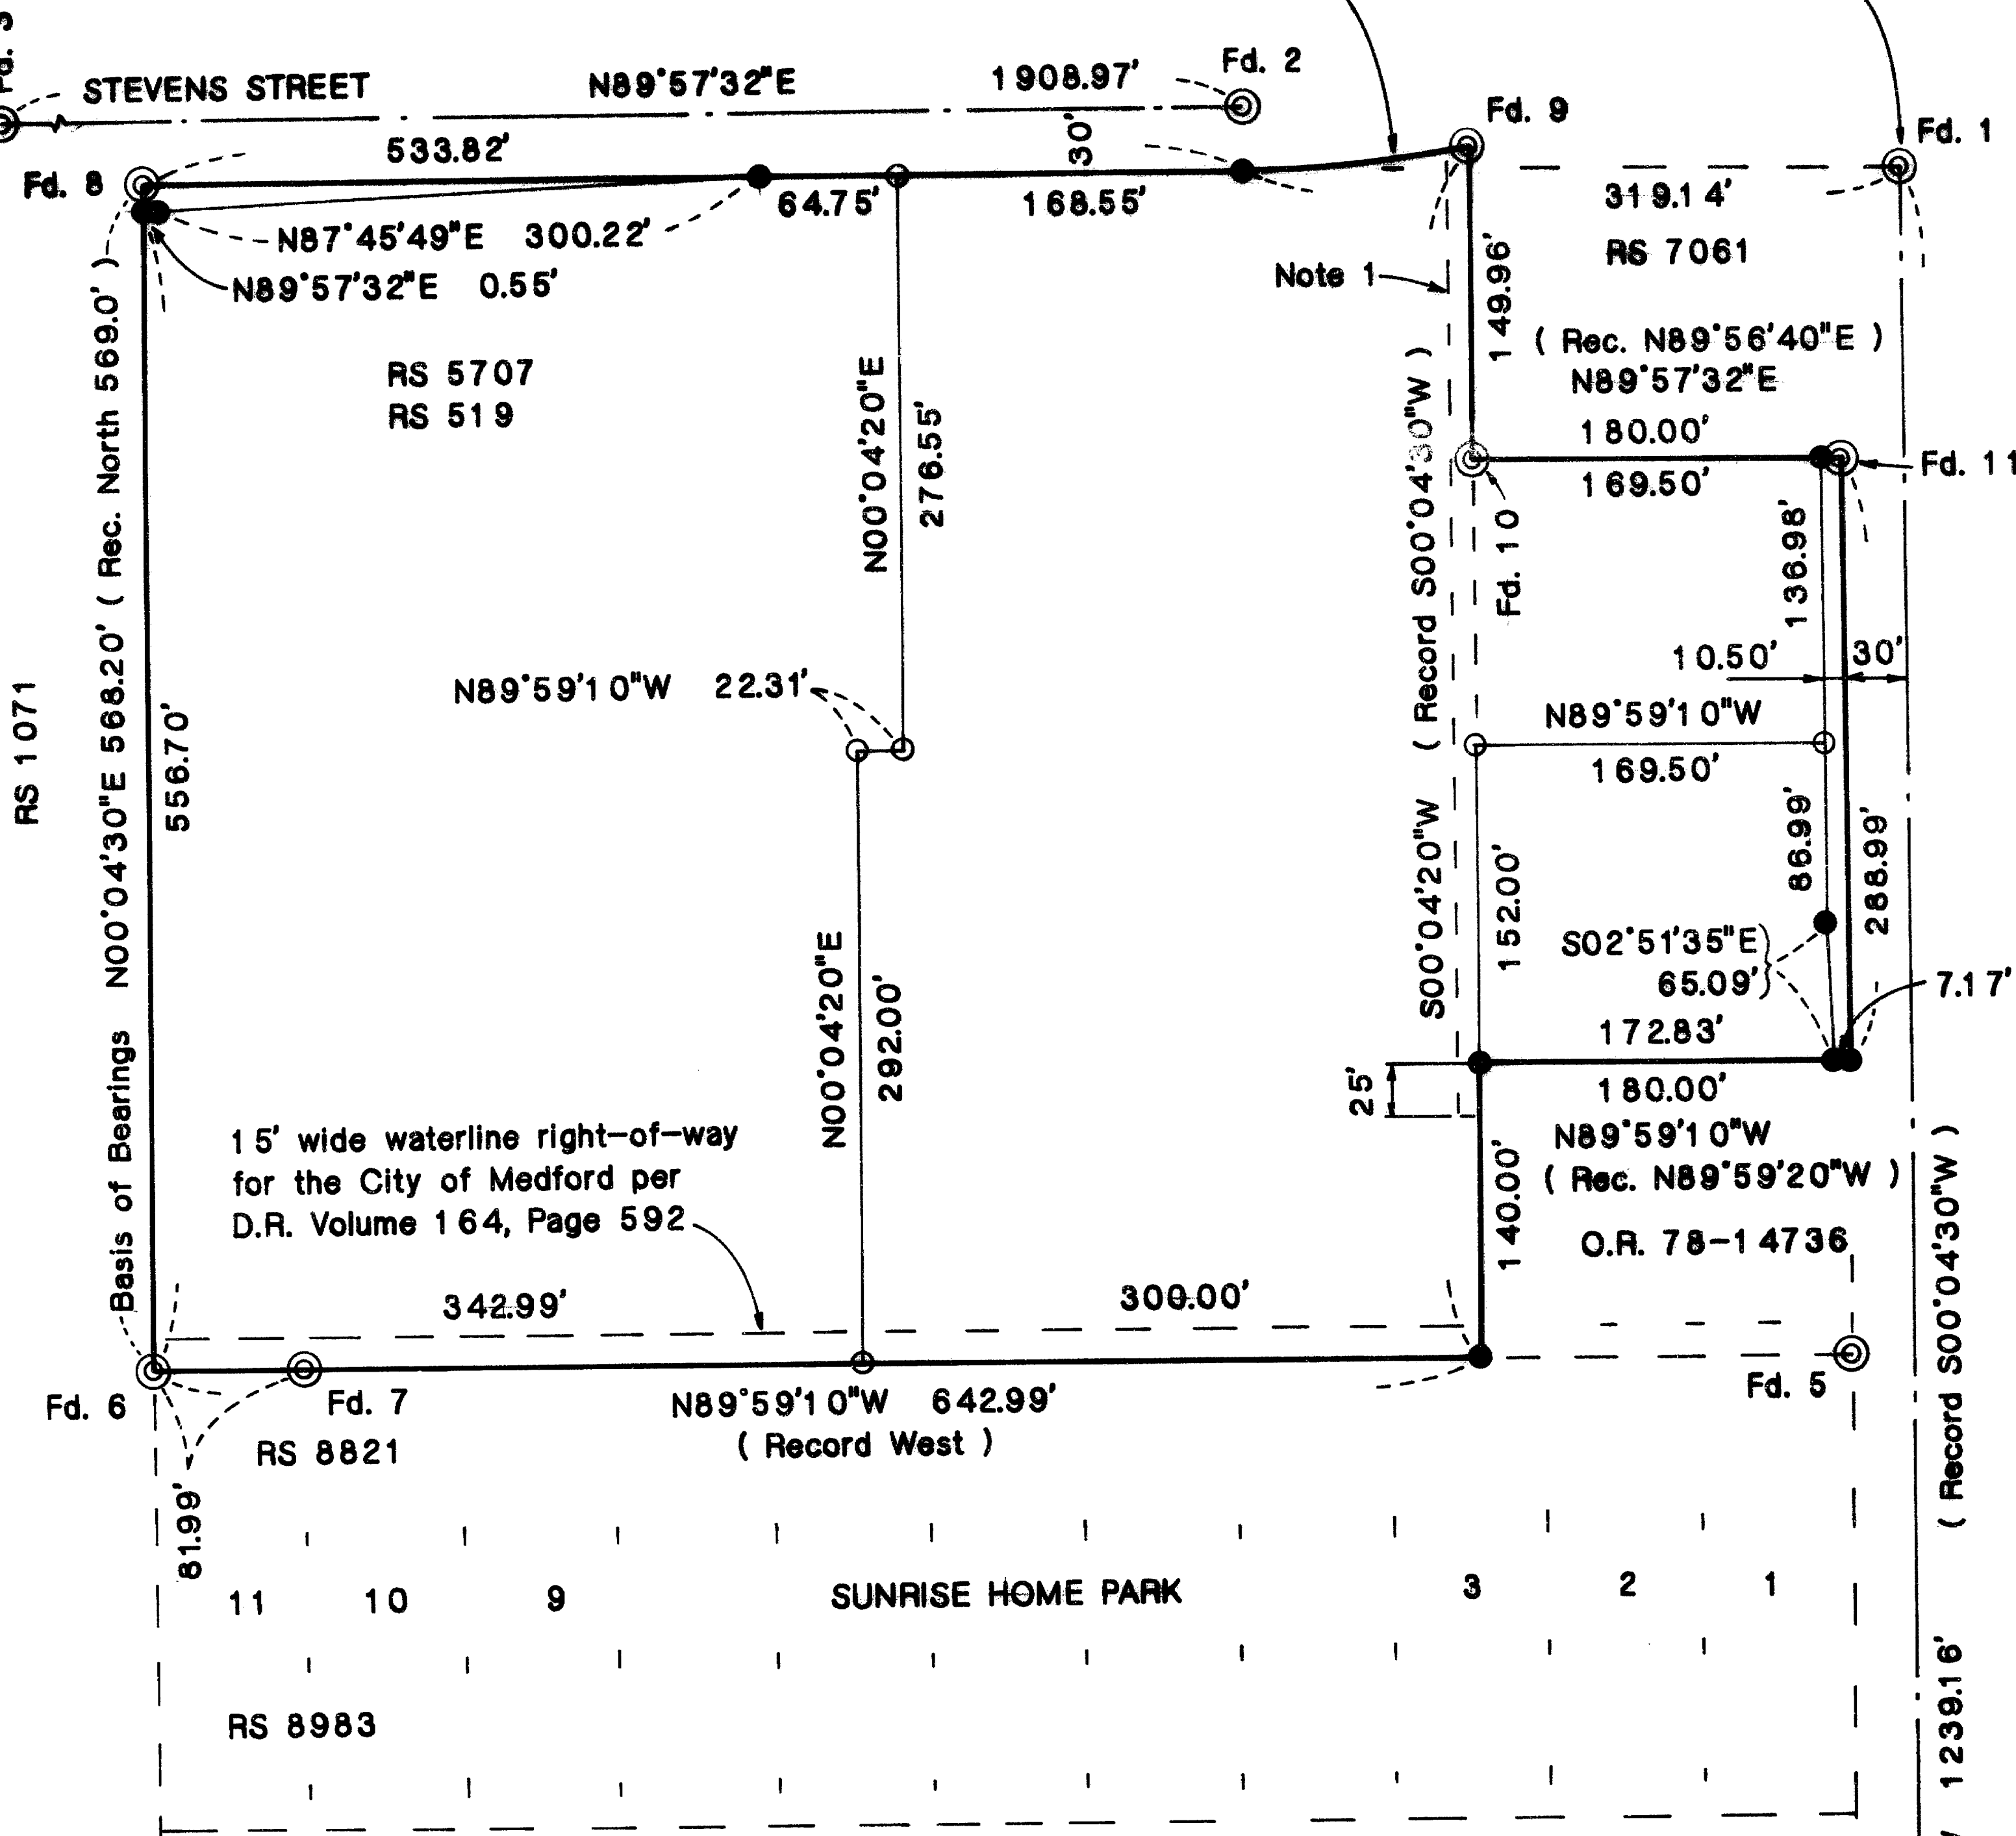 Fd. 3
STEVENS STREET N89°57'32"E 1908.97' Fd. 2
Fd. 9
Fd. 1
533.82'
30'
Fd. 8
64.75' 168.55'
319.14'
RS 7061
N87°45'49"E 300.22'
N89°57'32"E 0.55'
Note 1
149.96'
RS 5707
RS 519
( Rec. N89°56'40"E )
N89°57'32"E
180.00'
169.50'
Fd. 11
Fd. 10
N00°04'20"E
276.55'
136.98'
10.50' 30'
N89°59'10"W 22.31'
N89°59'10"W
169.50'
RS 1071
Basis of Bearings N00°04'30"E 568.20' ( Rec. North 569.0' )
556.70'
S00°04'20"W ( Record S00°04'30"W )
152.00'
86.99'
288.99'
S02°51'35"E
65.09'
7.17'
N00°04'20"E
292.00'
172.83'
180.00'
25'
N89°59'10"W
( Rec. N89°59'20"W )
140.00'
O.R. 78-14736
15' wide waterline right-of-way
for the City of Medford per
D.R. Volume 164, Page 592
342.99' 300.00'
Fd. 6 Fd. 7
Fd. 5
N89°59'10"W 642.99'
( Record West )
RS 8821
81.99'
11 10 9 SUNRISE HOME PARK 3 2 1
RS 8983
1239.16' ( Record S00°04'30"W )